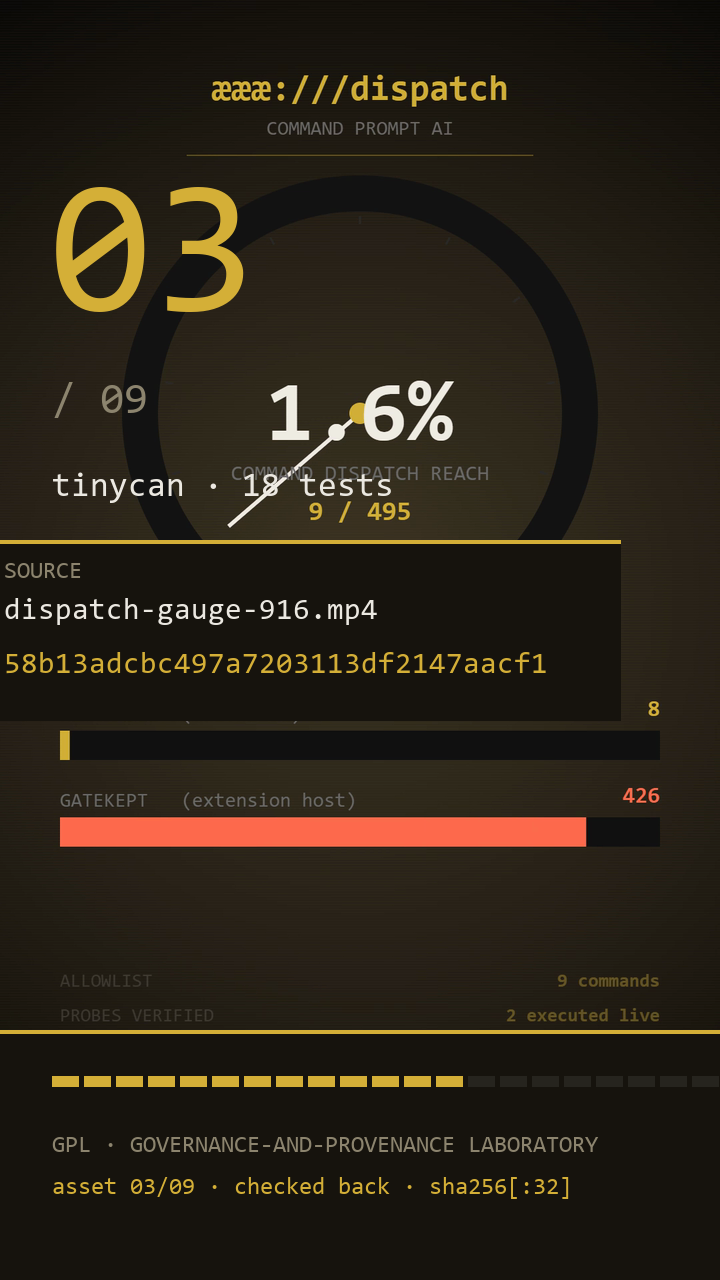 æææ:///dispatch
COMMAND PROMPT AI
03
/ 09
1.6%
COMMAND DISPATCH REACH
tinycan · 18 tests
9 / 495
SOURCE
dispatch-gauge-916.mp4
58b13adcbc497a7203113df2147aacf1
8
GATEKEPT (extension host)
426
ALLOWLIST
9 commands
PROBES VERIFIED
2 executed live
GPL · GOVERNANCE-AND-PROVENANCE LABORATORY
asset 03/09 · checked back · sha256[:32]